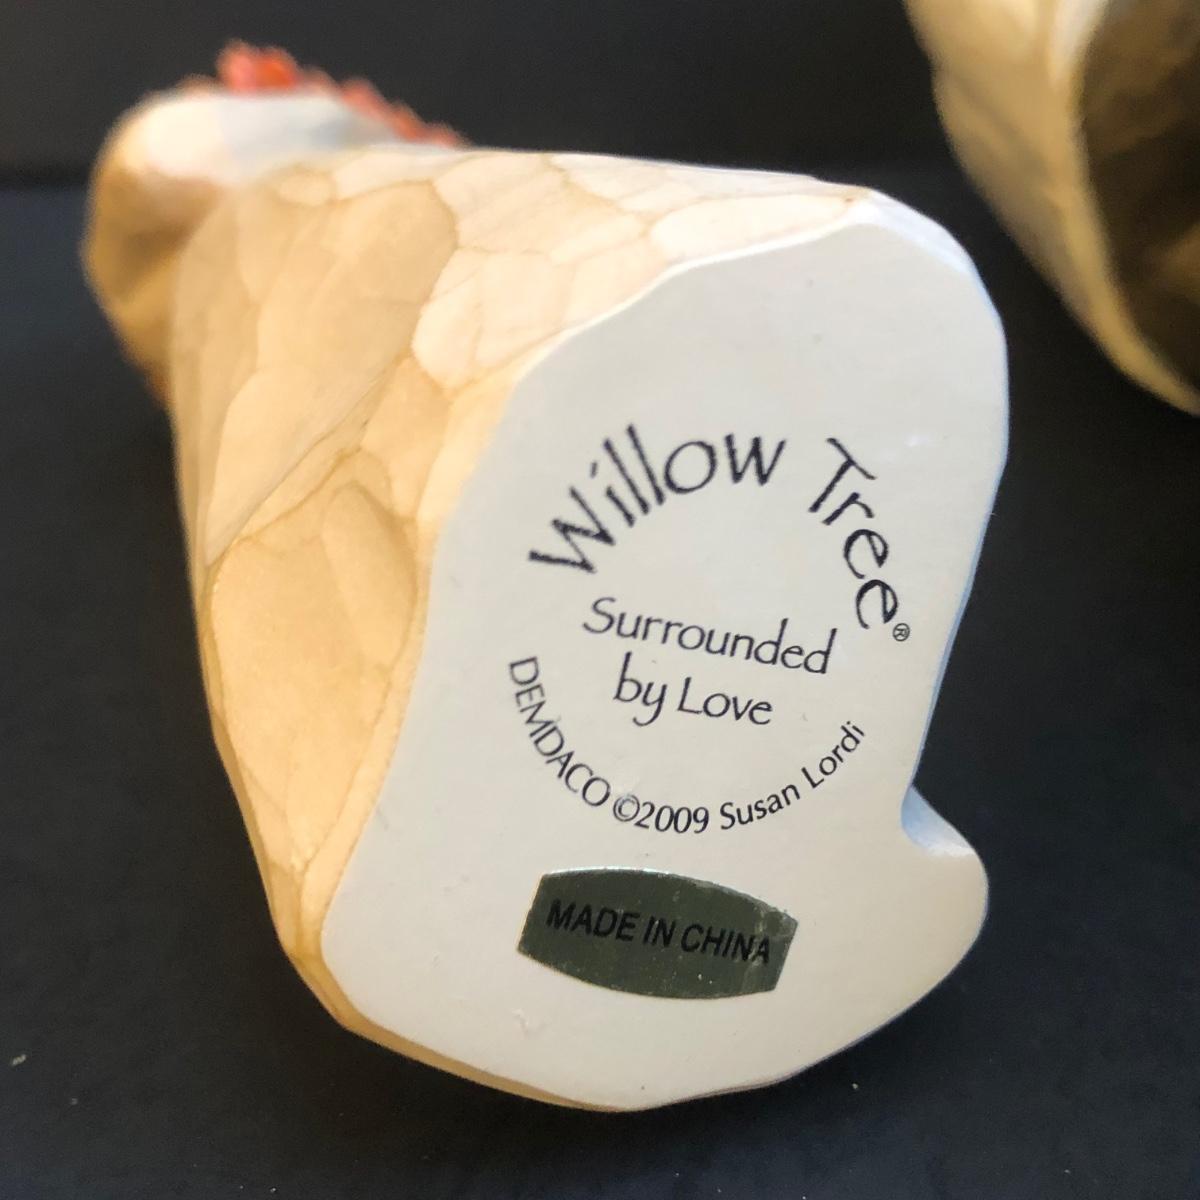 Willow Tree®
Surrounded
by Love
DEMDACO ©2009 Susan Lordi
MADE IN CHINA